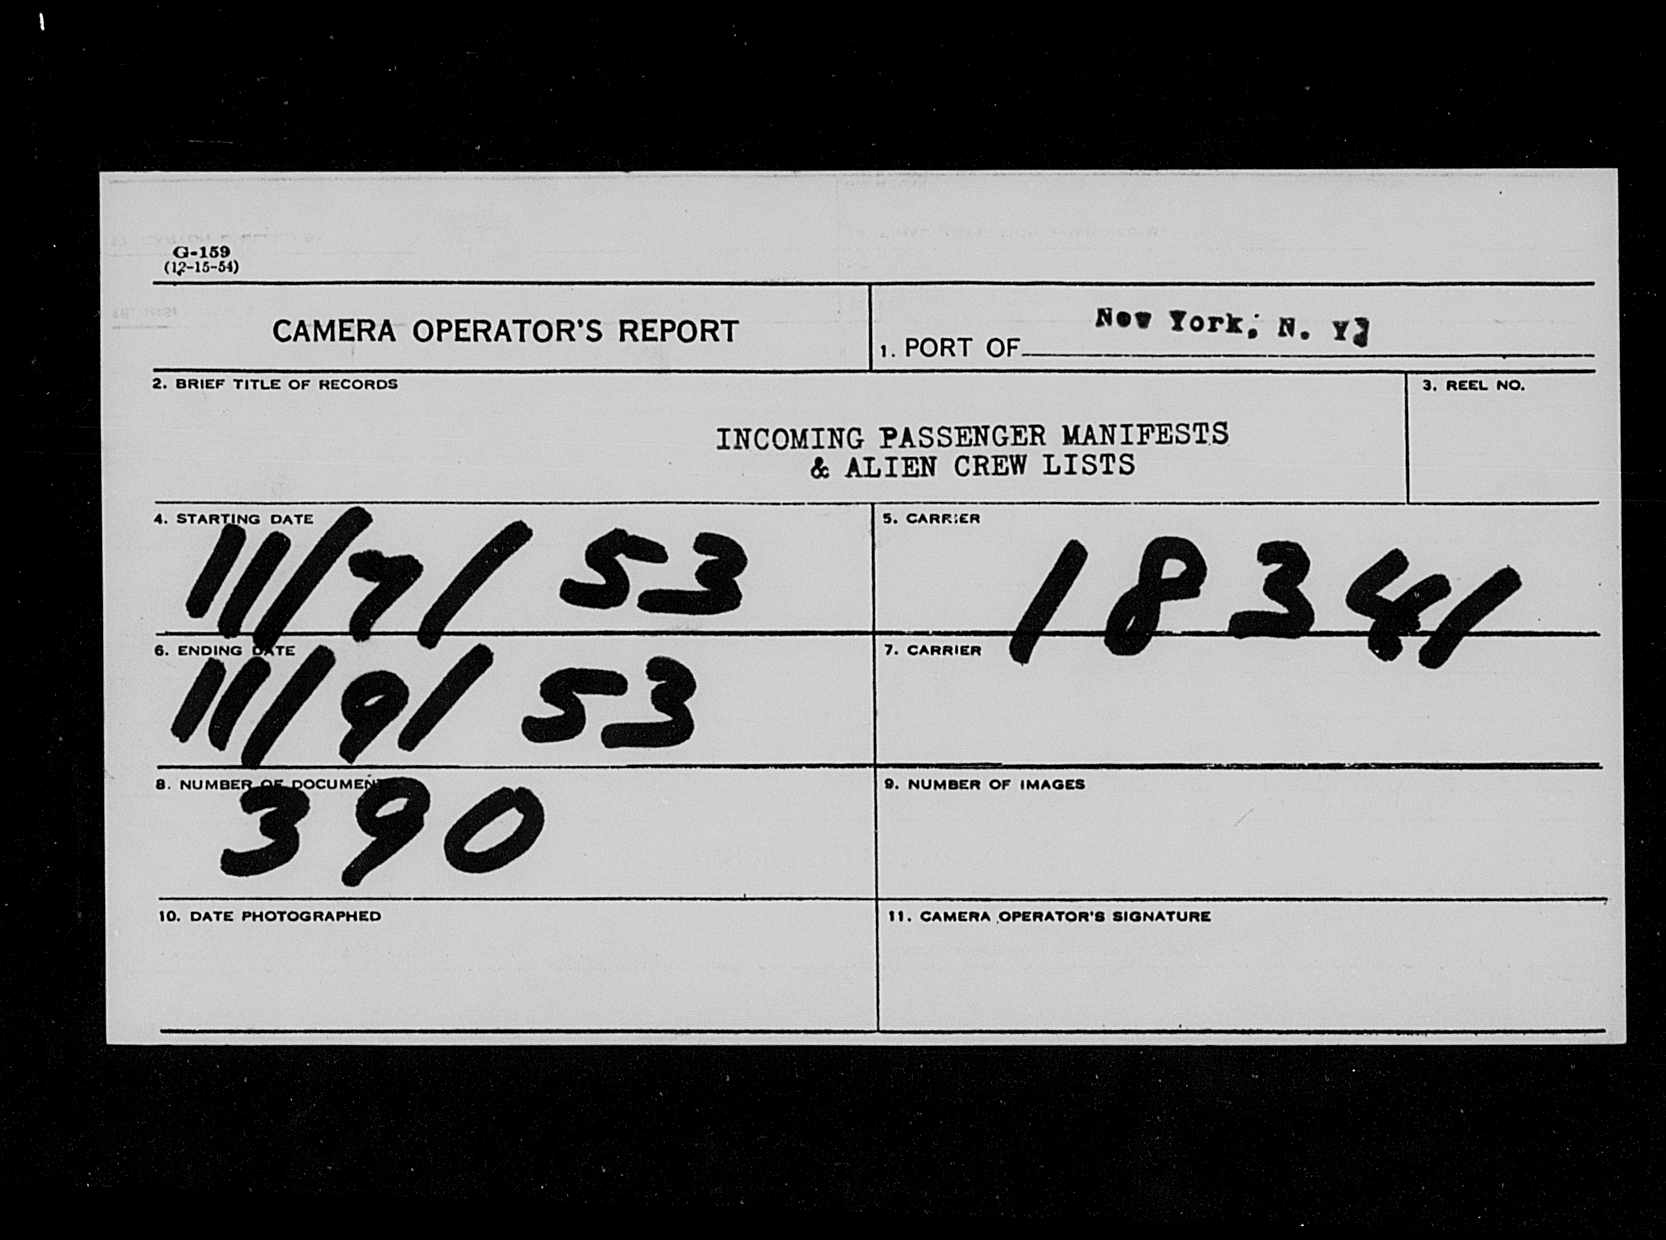 G-159
(12-15-54)
CAMERA OPERATOR'S REPORT
1. PORT OF New York, N. Y.
2. BRIEF TITLE OF RECORDS
3. REEL NO.
INCOMING PASSENGER MANIFESTS
& ALIEN CREW LISTS
4. STARTING DATE
11/7/53
5. CARRIER
18341
6. ENDING DATE
11/9/53
7. CARRIER
8. NUMBER OF DOCUMENTS
390
9. NUMBER OF IMAGES
10. DATE PHOTOGRAPHED
11. CAMERA OPERATOR'S SIGNATURE